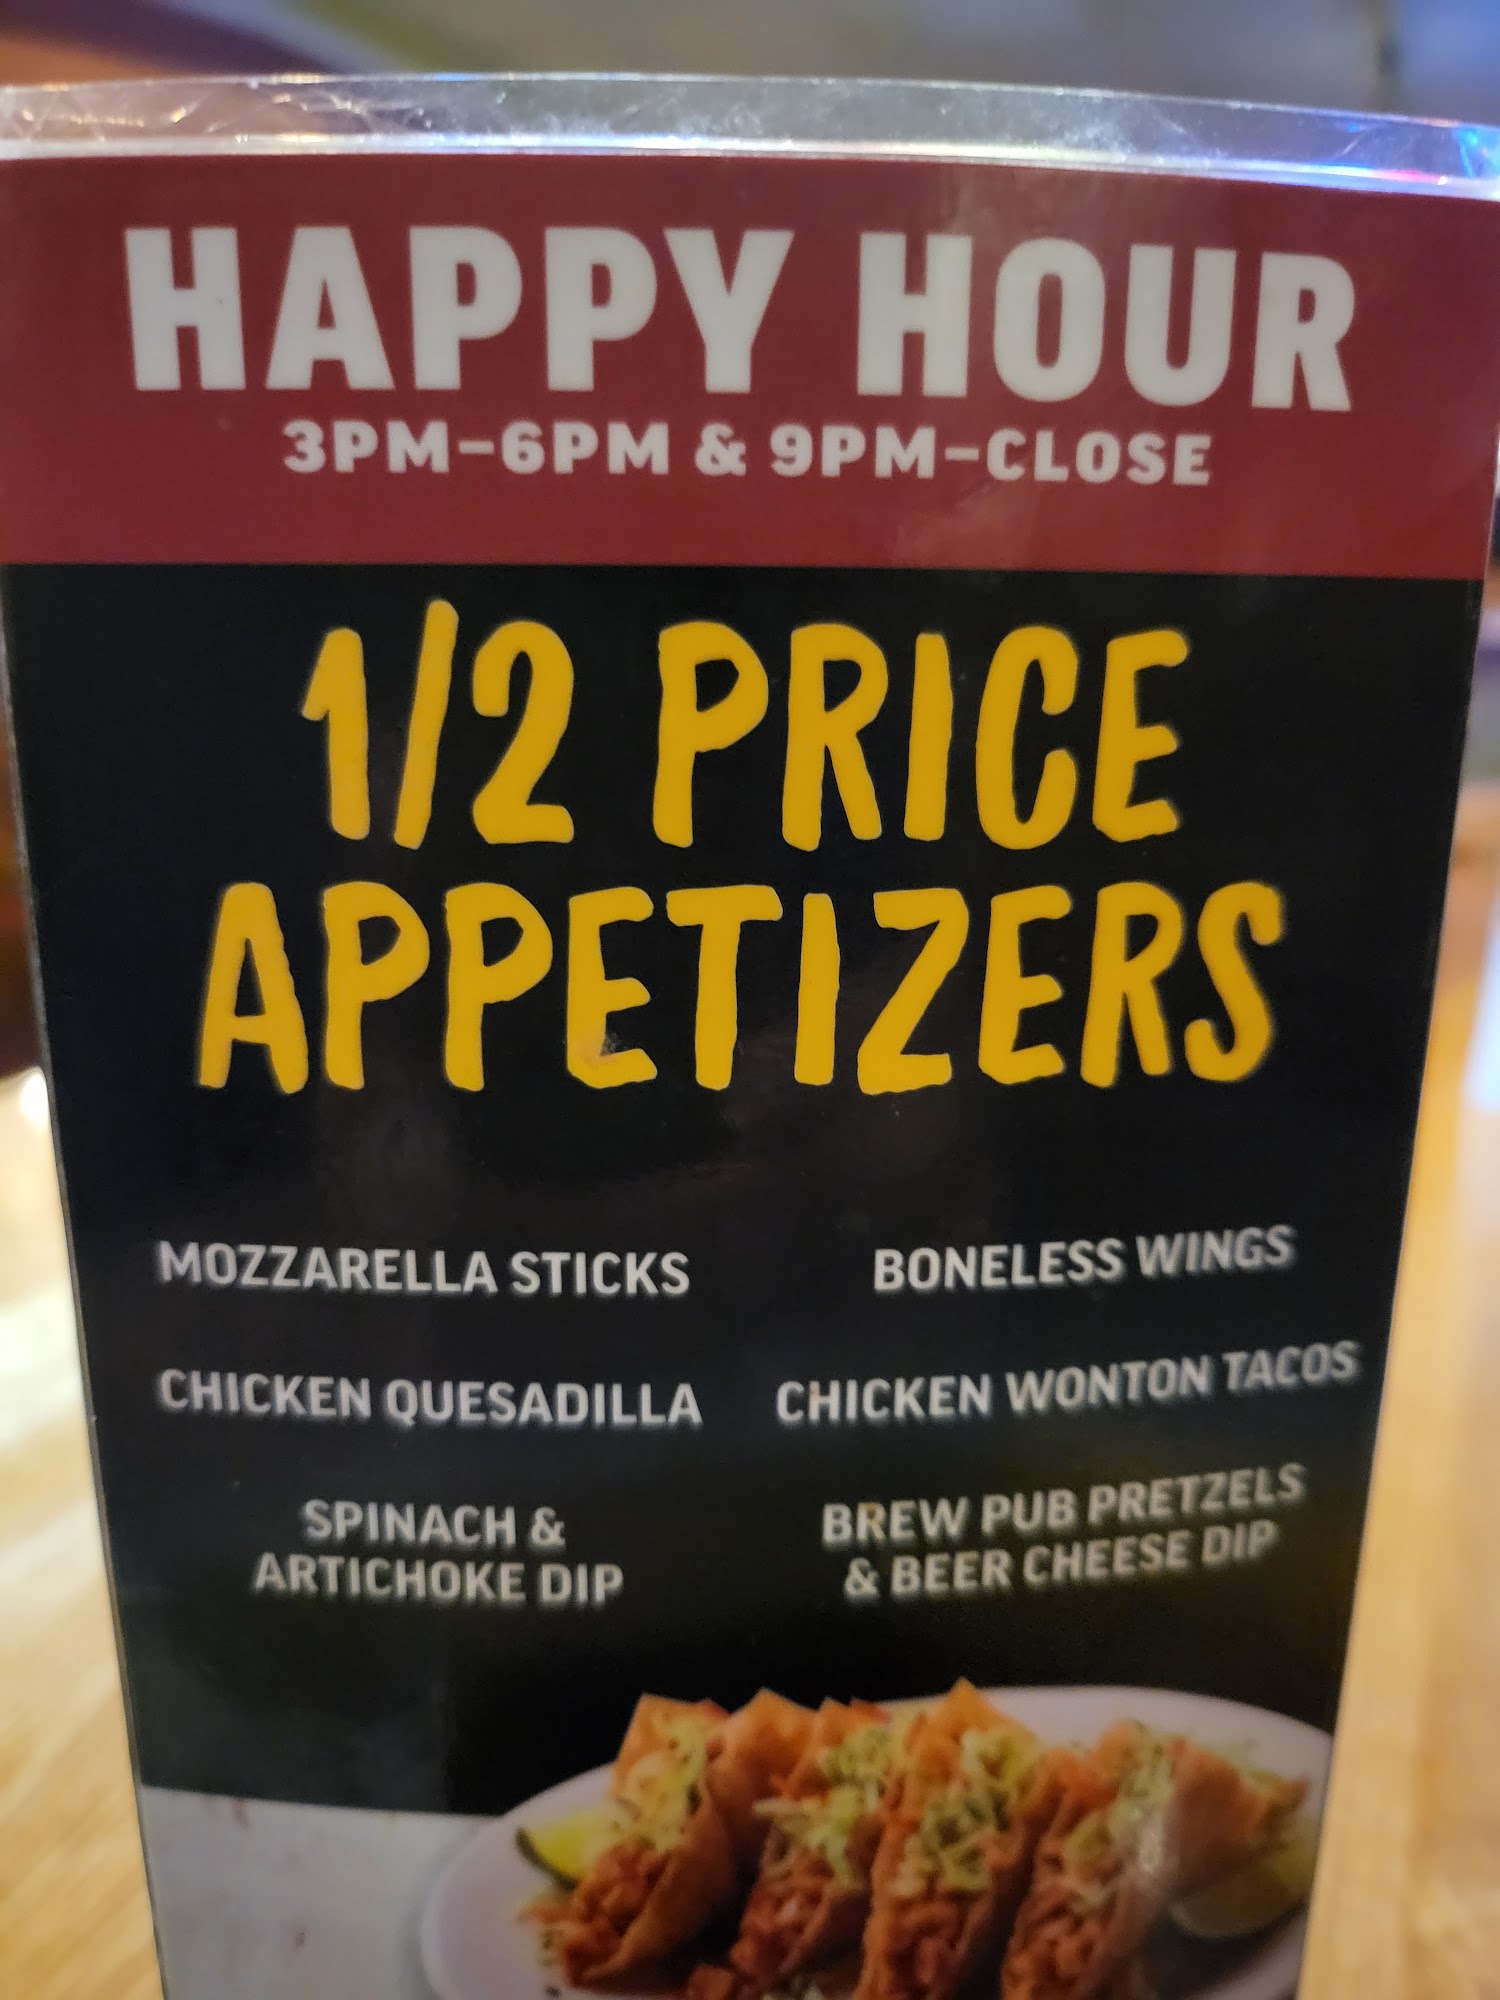 HAPPY HOUR
3PM–6PM & 9PM–CLOSE
1/2 PRICE
APPETIZERS
MOZZARELLA STICKS
BONELESS WINGS
CHICKEN QUESADILLA
CHICKEN WONTON TACOS
SPINACH &
ARTICHOKE DIP
BREW PUB PRETZELS
& BEER CHEESE DIP